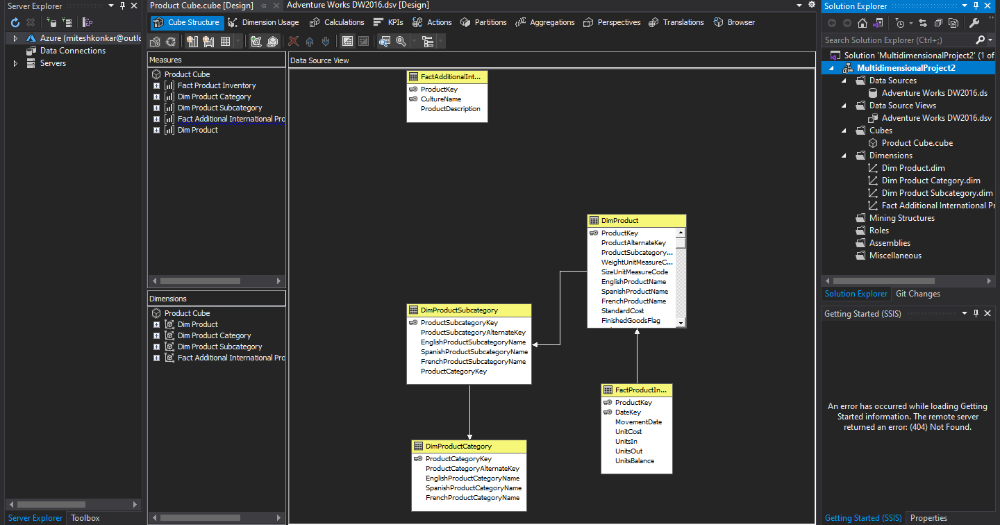 Server Explorer
Azure (miteshkonkar@outlo
Data Connections
Servers
Server Explorer
Toolbox
Product Cube.cube [Design]
Adventure Works DW2016.dsv [Design]
Cube Structure
Dimension Usage
Calculations
KPIs
Actions
Partitions
Aggregations
Perspectives
Translations
Browser
Measures
Product Cube
Fact Product Inventory
Dim Product Category
Dim Product Subcategory
Fact Additional International Pro
Dim Product
Dimensions
Product Cube
Dim Product
Dim Product Category
Dim Product Subcategory
Fact Additional International Pro
Data Source View
FactAdditionalInt...
ProductKey
CultureName
ProductDescription
DimProduct
ProductKey
ProductAlternateKey
ProductSubcategory...
WeightUnitMeasureC...
SizeUnitMeasureCode
EnglishProductName
SpanishProductName
FrenchProductName
StandardCost
FinishedGoodsFlag
DimProductSubcategory
ProductSubcategoryKey
ProductSubcategoryAlternateKey
EnglishProductSubcategoryName
SpanishProductSubcategoryName
FrenchProductSubcategoryName
ProductCategoryKey
FactProductIn...
ProductKey
DateKey
MovementDate
UnitCost
UnitsIn
UnitsOut
UnitsBalance
DimProductCategory
ProductCategoryKey
ProductCategoryAlternateKey
EnglishProductCategoryName
SpanishProductCategoryName
FrenchProductCategoryName
Solution Explorer
Search Solution Explorer (Ctrl+;)
Solution 'MultidimensionalProject2' (1 of
MultidimensionalProject2
Data Sources
Adventure Works DW2016.ds
Data Source Views
Adventure Works DW2016.dsv
Cubes
Product Cube.cube
Dimensions
Dim Product.dim
Dim Product Category.dim
Dim Product Subcategory.dim
Fact Additional International Pr
Mining Structures
Roles
Assemblies
Miscellaneous
Solution Explorer
Git Changes
Getting Started (SSIS)
An error has occurred while loading Getting
Started information. The remote server
returned an error: (404) Not Found.
Getting Started (SSIS)
Properties